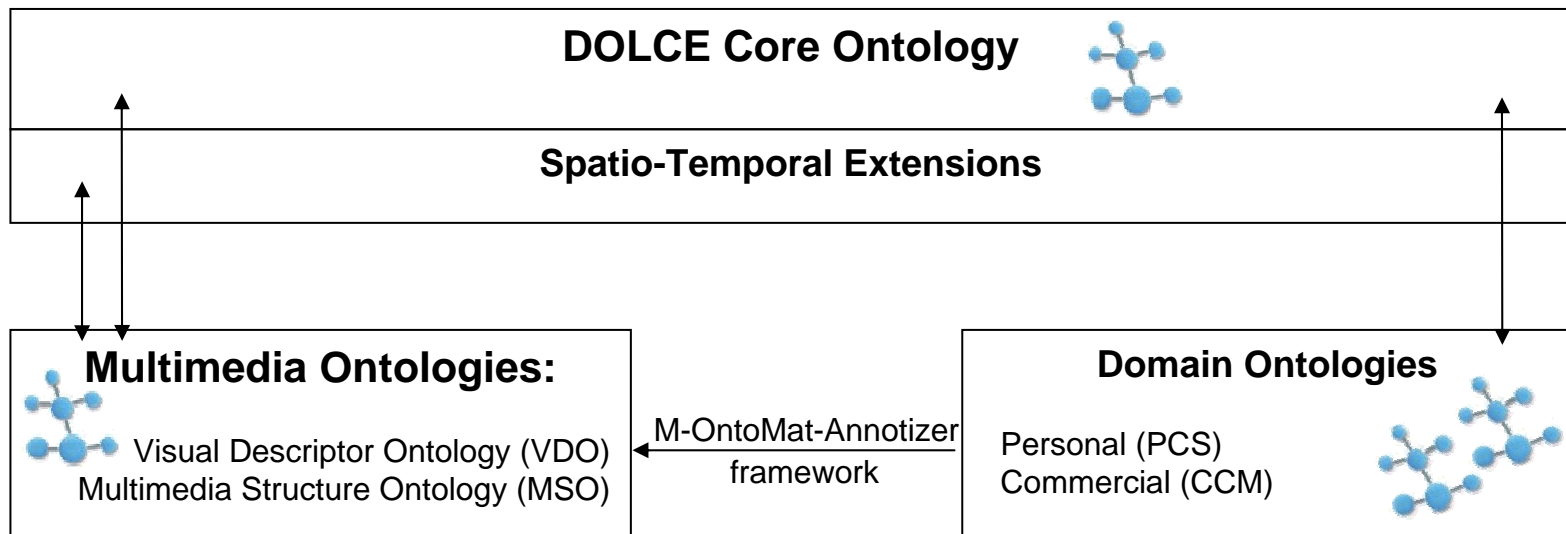 DOLCE Core Ontology
Spatio-Temporal Extensions
Multimedia Ontologies:
Visual Descriptor Ontology (VDO)
Multimedia Structure Ontology (MSO)
M-OntoMat-Annotizer
framework
Domain Ontologies
Personal (PCS)
Commercial (CCM)